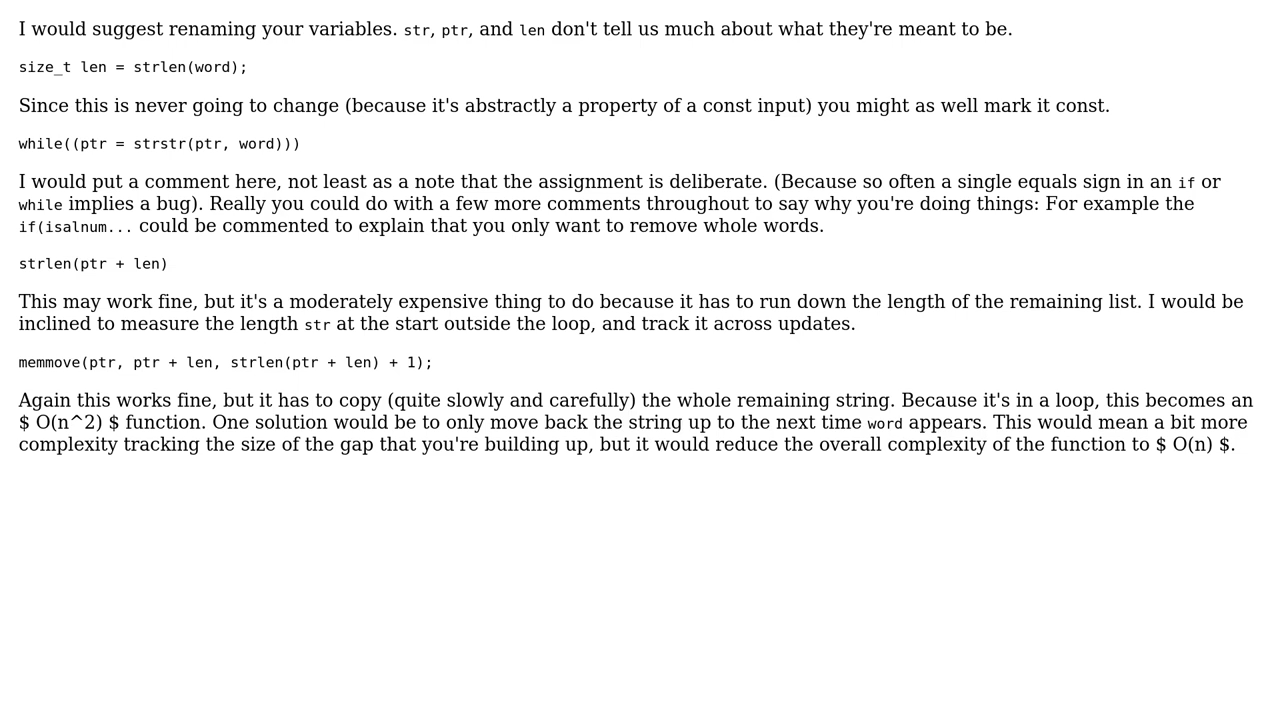 I would suggest renaming your variables. str, ptr, and len don't tell us much about what they're meant to be.
size_t len = strlen(word);
Since this is never going to change (because it's abstractly a property of a const input) you might as well mark it const.
while((ptr = strstr(ptr, word)))
I would put a comment here, not least as a note that the assignment is deliberate. (Because so often a single equals sign in an if or
while implies a bug). Really you could do with a few more comments throughout to say why you're doing things: For example the
if(isalnum... could be commented to explain that you only want to remove whole words.
strlen(ptr + len)
This may work fine, but it's a moderately expensive thing to do because it has to run down the length of the remaining list. I would be
inclined to measure the length str at the start outside the loop, and track it across updates.
memmove(ptr, ptr + len, strlen(ptr + len) + 1);
Again this works fine, but it has to copy (quite slowly and carefully) the whole remaining string. Because it's in a loop, this becomes an
$ O(n^2) $ function. One solution would be to only move back the string up to the next time word appears. This would mean a bit more
complexity tracking the size of the gap that you're building up, but it would reduce the overall complexity of the function to $ O(n) $.